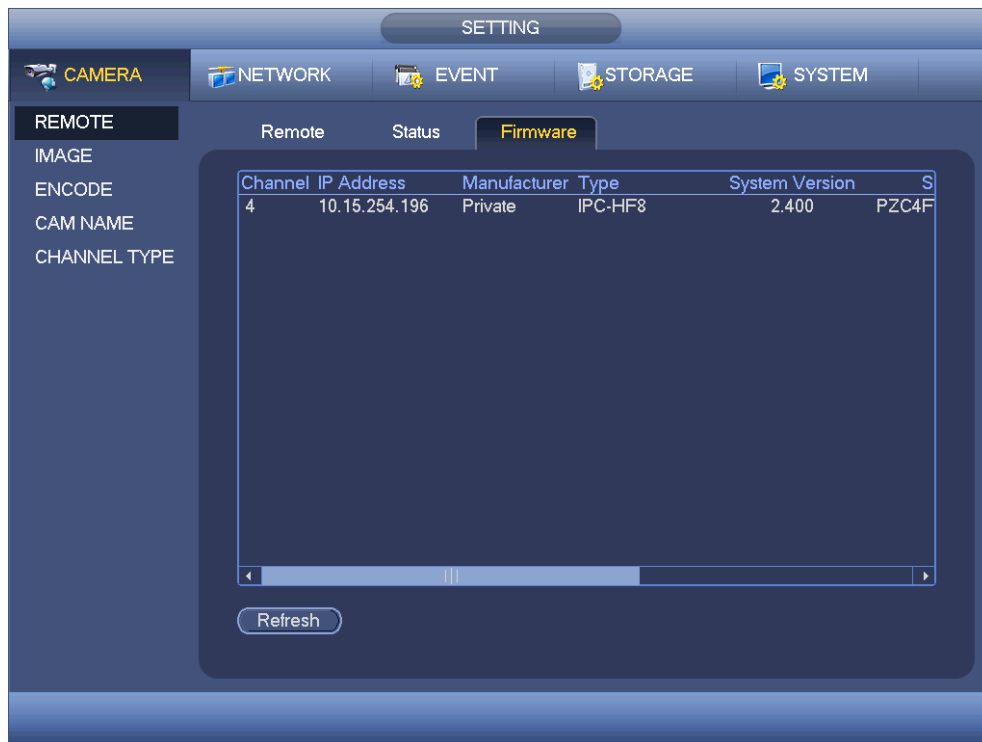 SETTING
CAMERA NETWORK EVENT STORAGE SYSTEM
REMOTE
IMAGE
ENCODE
CAM NAME
CHANNEL TYPE
Remote Status Firmware
Channel IP Address Manufacturer Type System Version S
4 10.15.254.196 Private IPC-HF8 2.400 PZC4F
Refresh